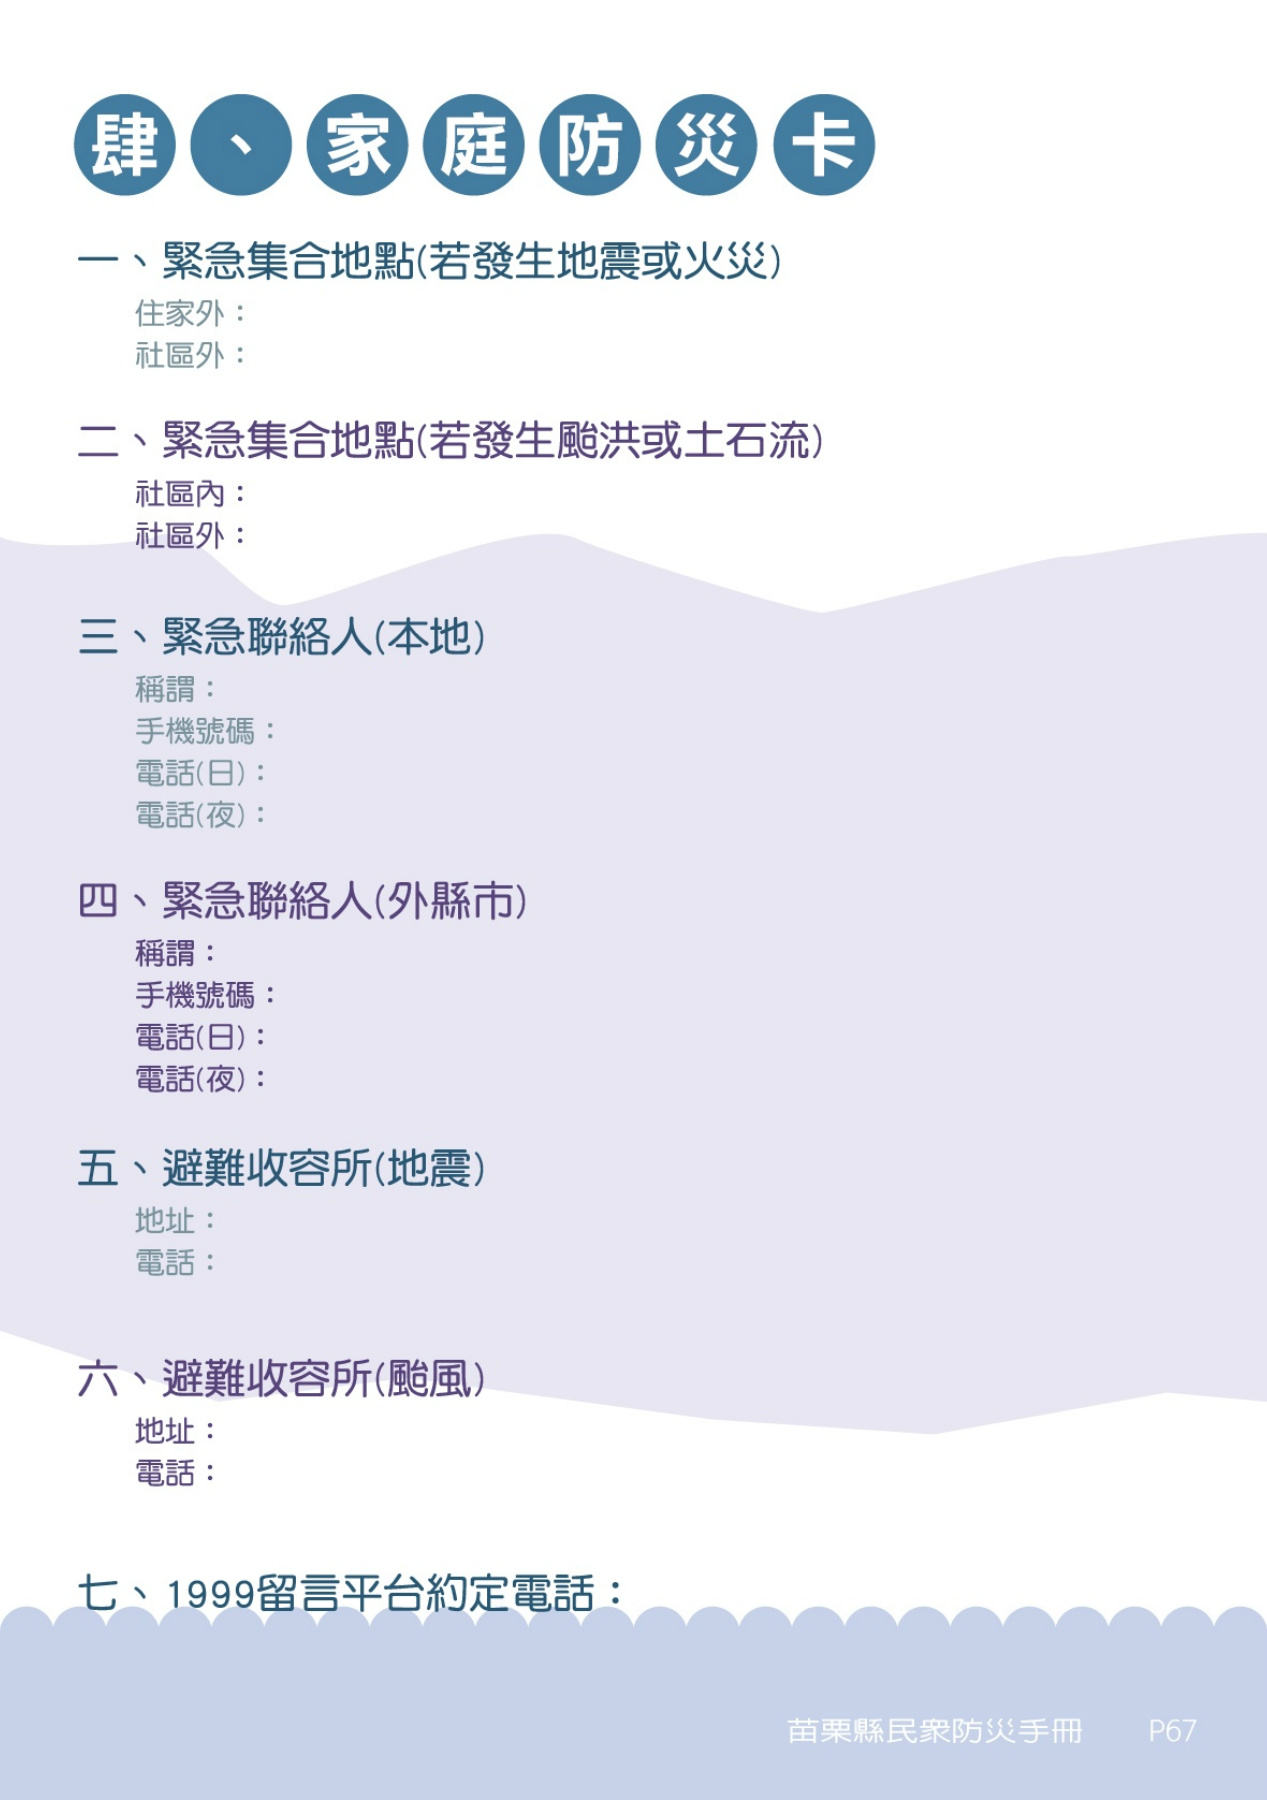 肆、家庭防災卡
一、緊急集合地點(若發生地震或火災)
住家外：
社區外：
二、緊急集合地點(若發生颱洪或土石流)
社區內：
社區外：
三、緊急聯絡人(本地)
稱謂：
手機號碼：
電話(日)：
電話(夜)：
四、緊急聯絡人(外縣市)
稱謂：
手機號碼：
電話(日)：
電話(夜)：
五、避難收容所(地震)
地址：
電話：
六、避難收容所(颱風)
地址：
電話：
七、1999留言平台約定電話：
苗栗縣民眾防災手冊 P67